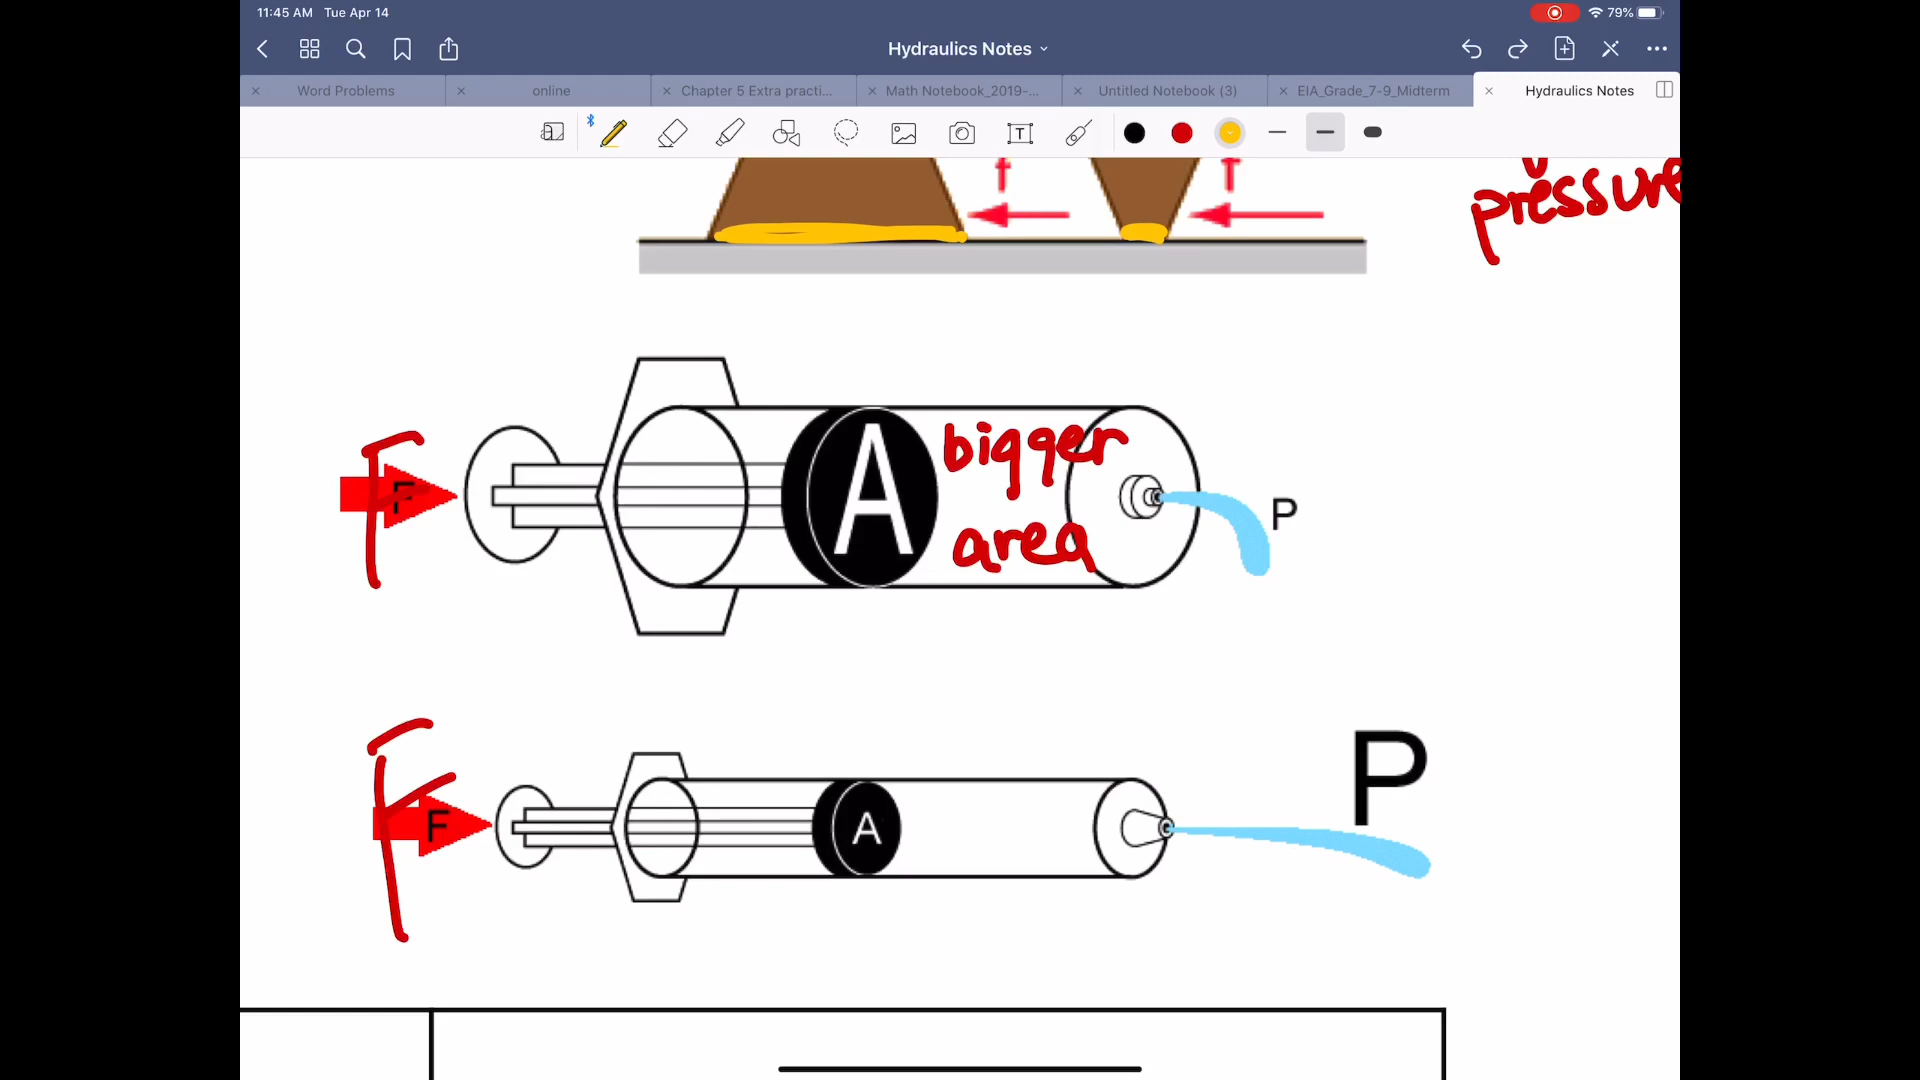 11:45 AM Tue Apr 14
79%
Hydraulics Notes
Word Problems
online
Chapter 5 Extra practi...
Math Notebook_2019-...
Untitled Notebook (3)
EIA_Grade_7-9_Midterm
Hydraulics Notes
a
T
pressure
F
F
A
bigger
area
P
F
F
A
P